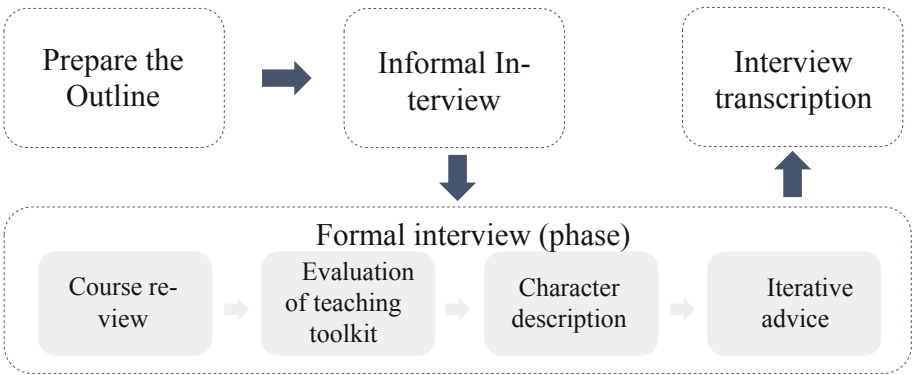 Prepare the
Outline
Informal In-
terview
Interview
transcription
Formal interview (phase)
Course re-
view
Evaluation
of teaching
toolkit
Character
description
Iterative
advice